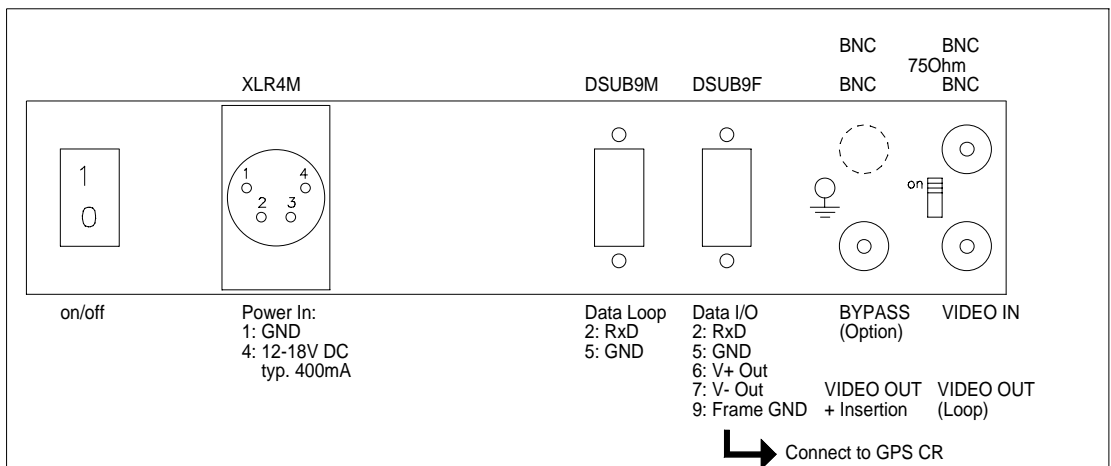 BNC BNC
75Ohm
XLR4M DSUB9M DSUB9F BNC BNC
1
0
1 4
2 3
on
on/off
Power In:
1: GND
4: 12-18V DC
typ. 400mA
Data Loop
2: RxD
5: GND
Data I/O
2: RxD
5: GND
6: V+ Out
7: V- Out
9: Frame GND
BYPASS
(Option)
VIDEO IN
VIDEO OUT
+ Insertion
VIDEO OUT
(Loop)
Connect to GPS CR